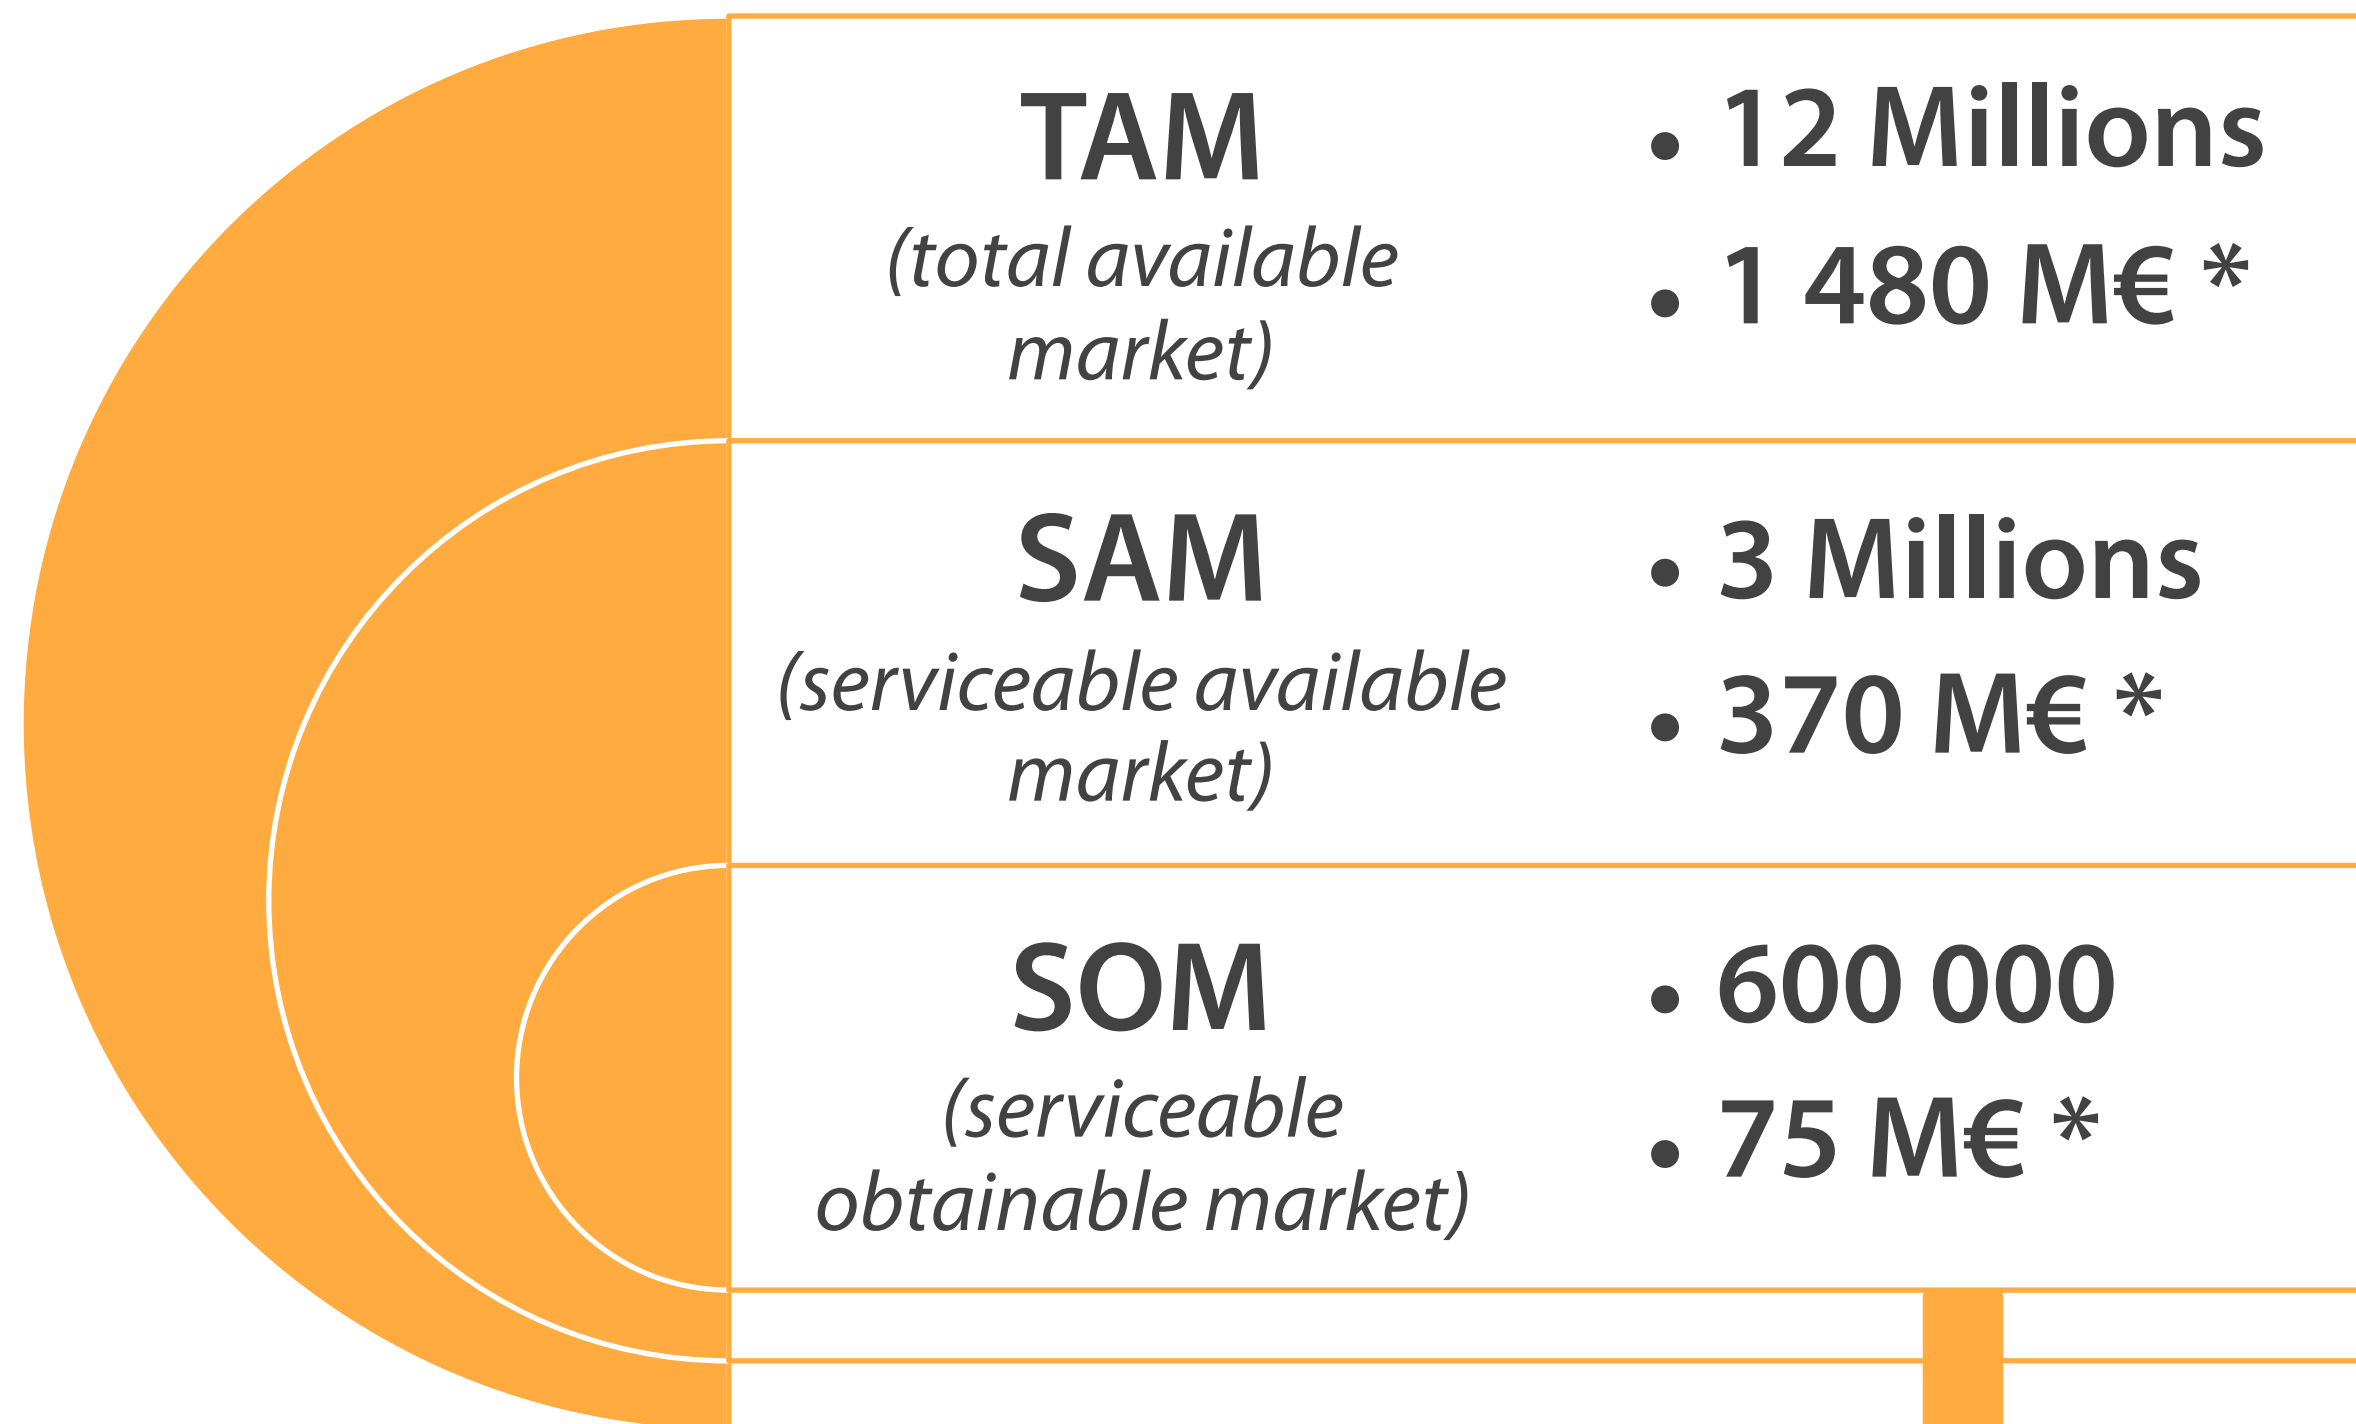 TAM
(total available
market)
• 12 Millions
• 1 480 M€ *
SAM
(serviceable available
market)
• 3 Millions
• 370 M€ *
SOM
(serviceable
obtainable market)
• 600 000
• 75 M€ *